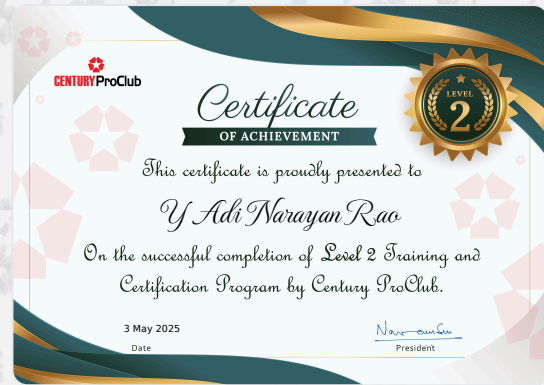 CENTURY ProClub
LEVEL
2
Certificate
OF ACHIEVEMENT
This certificate is proudly presented to
Y Adi Narayan Rao
On the successful completion of Level 2 Training and
Certification Program by Century ProClub.
3 May 2025
Date
President